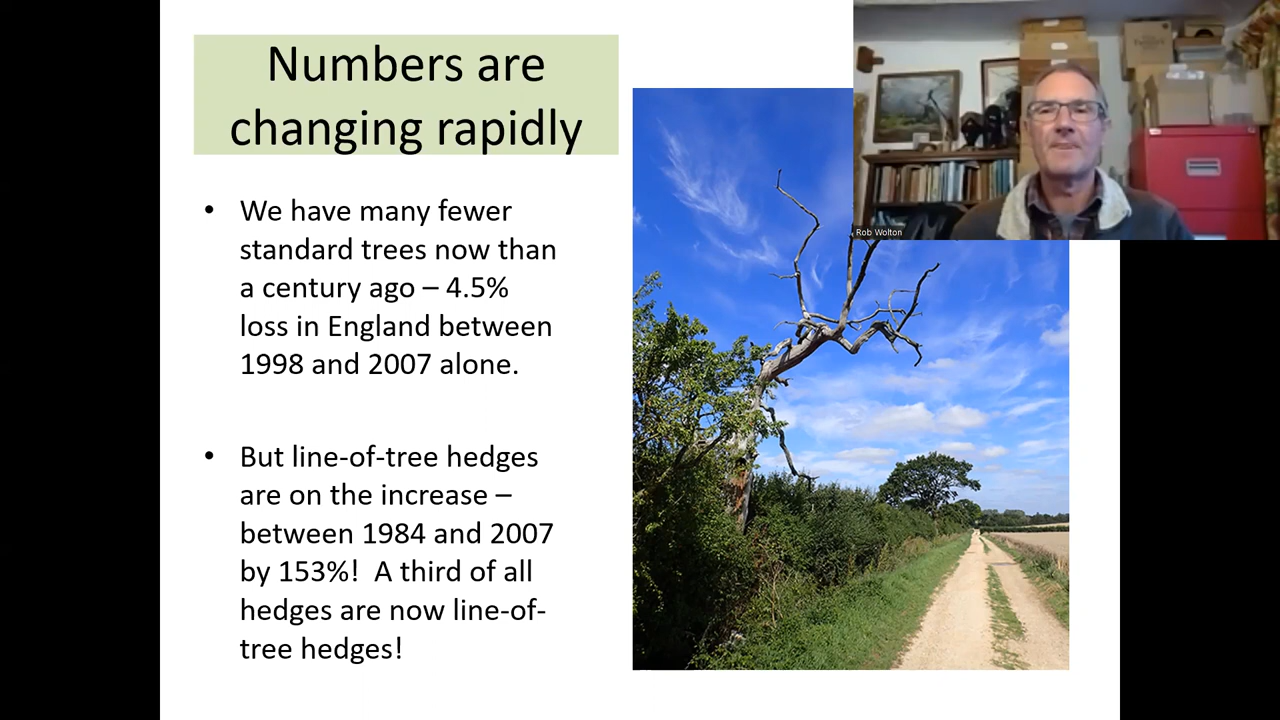 Numbers are
changing rapidly
• We have many fewer
standard trees now than
a century ago – 4.5%
loss in England between
1998 and 2007 alone.
• But line-of-tree hedges
are on the increase –
between 1984 and 2007
by 153%! A third of all
hedges are now line-of-
tree hedges!
Rob Wolton